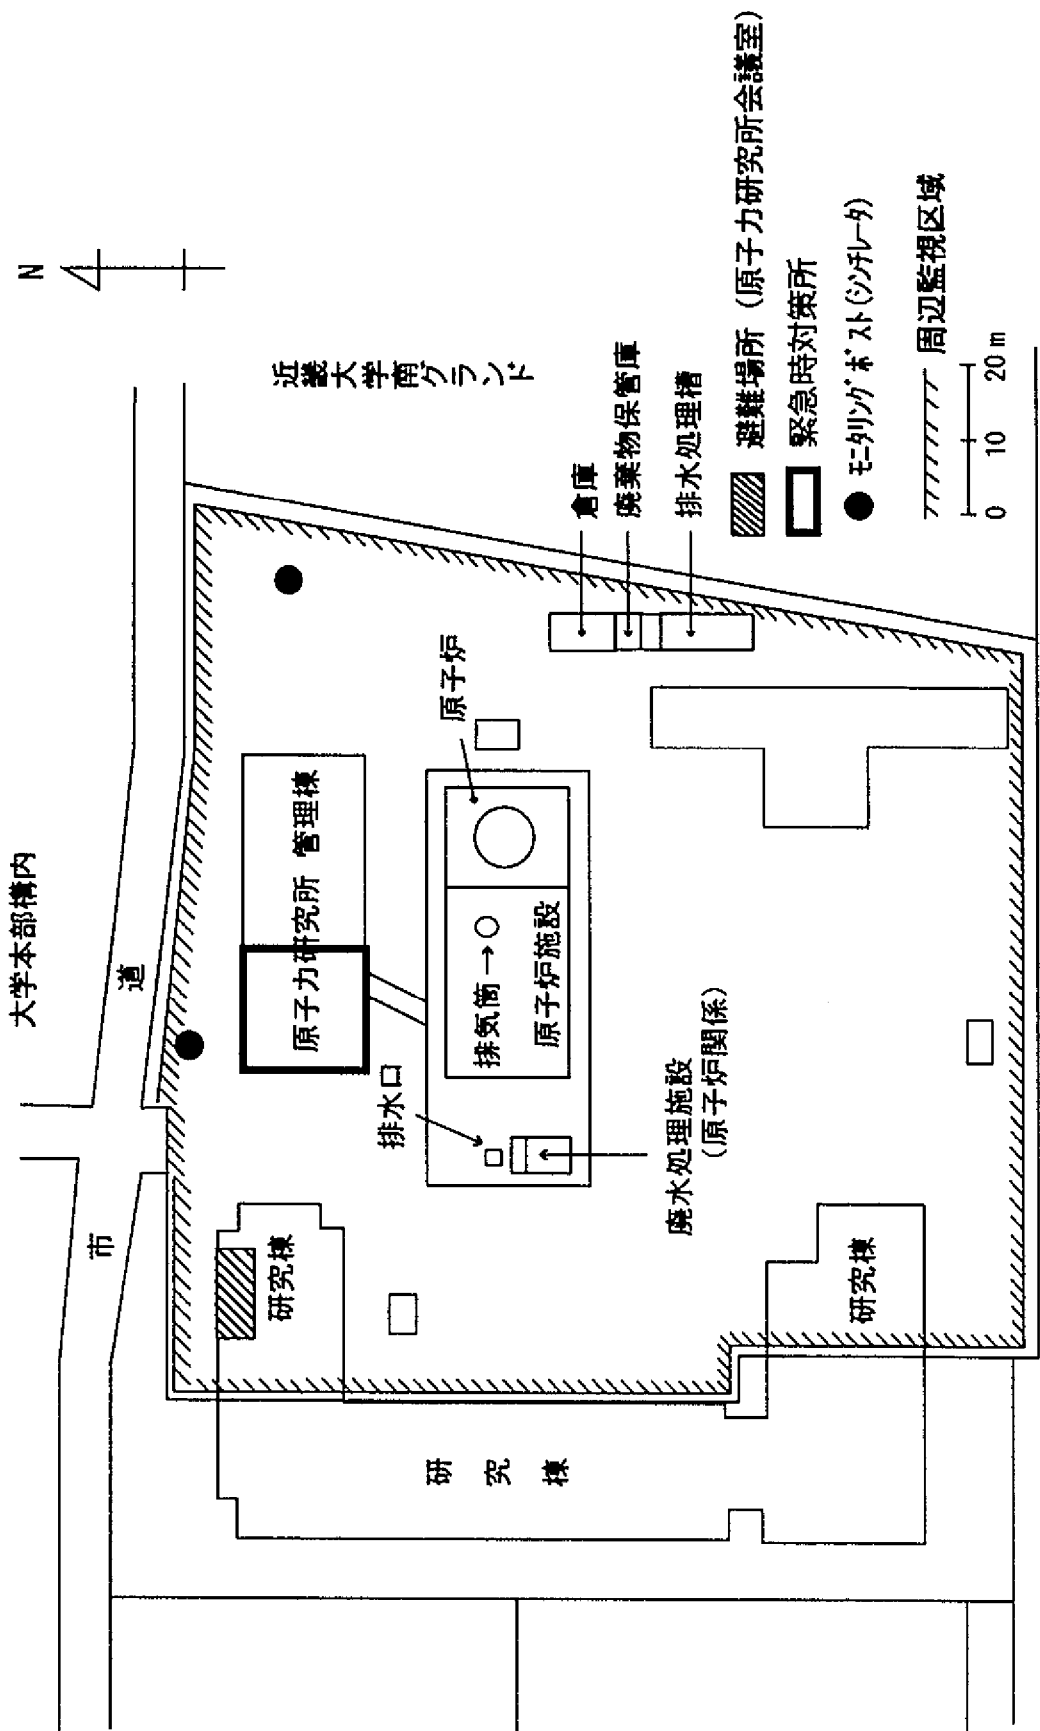 大学本部構内
N
市
道
近畿大学南グランド
研究棟
原子力研究所 管理棟
排水口
原子炉
排気筒→
原子炉施設
廃水処理施設
(原子炉関係)
研究棟
研究棟
倉庫
廃棄物保管庫
排水処理槽
避難場所 (原子力研究所会議室)
緊急時対策所
モニタリングポスト(シンチレータ)
周辺監視区域
0 10 20m